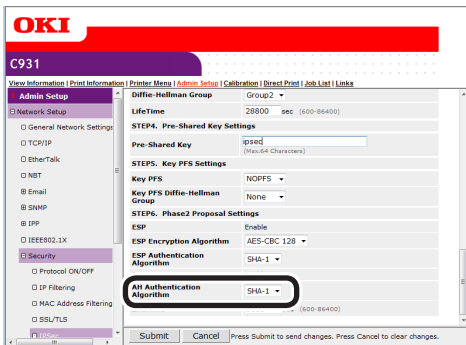 OKI
C931
View Information | Print Information | Printer Menu | Admin Setup | Calibration | Direct Print | Job List | Links
Admin Setup
Network Setup
General Network Settings
TCP/IP
EtherTalk
NBT
Email
SNMP
IPP
IEEE802.1X
Security
Protocol ON/OFF
IP Filtering
MAC Address Filtering
SSL/TLS
IPSec
Diffie-Hellman Group Group2
LifeTime 28800 sec (600-86400)
STEP4. Pre-Shared Key Settings
Pre-Shared Key ipsec
(Max.64 Characters)
STEP5. Key PFS Settings
Key PFS NOPFS
Key PFS Diffie-Hellman Group None
STEP6. Phase2 Proposal Settings
ESP Enable
ESP Encryption Algorithm AES-CBC 128
ESP Authentication Algorithm SHA-1
AH Authentication Algorithm SHA-1
(600-86400)
Submit Cancel Press Submit to send changes. Press Cancel to clear changes.